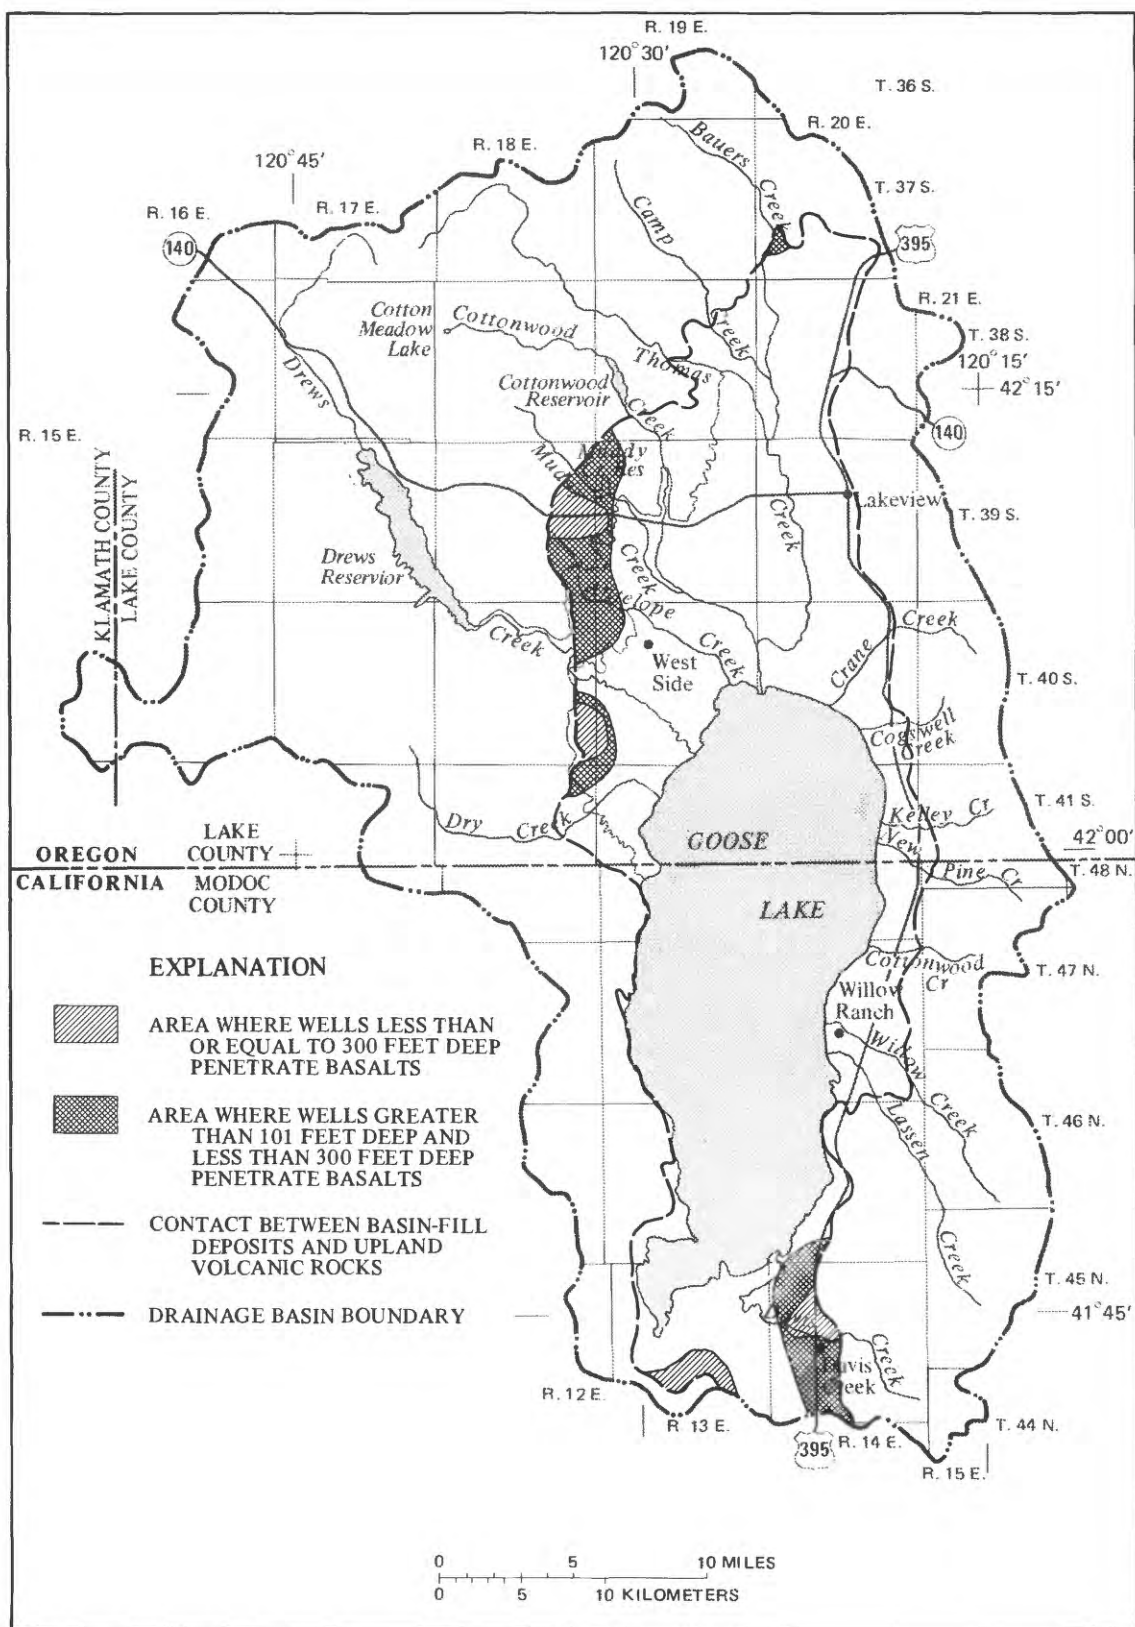 R. 19 E.
120°30'
T. 36 S.
R. 20 E.
Bauers
Creek
R. 18 E.
120°45'
T. 37 S.
Camp
Creek
R. 16 E.
R. 17 E.
140
395
R. 21 E.
T. 38 S.
120°15'
42°15'
Cotton
Meadow
Lake
Cottonwood
Creek
Thomas
Creek
Drews
Creek
Cottonwood
Reservoir
R. 15 E.
140
Lakeview
T. 39 S.
KLAMATH COUNTY
LAKE COUNTY
Drews
Reservior
Creek
Creek
West
Side
Crane
Creek
T. 40 S.
Cogswell
Creek
Dry Creek
Kelley Cr
T. 41 S.
New
Pine Cr
42°00'
LAKE
COUNTY
OREGON
CALIFORNIA
MODOC
COUNTY
T. 48 N.
GOOSE
LAKE
Cottonwood
Cr
T. 47 N.
Willow
Ranch
Willow
Creek
Lassen
Creek
T. 46 N.
EXPLANATION
AREA WHERE WELLS LESS THAN
OR EQUAL TO 300 FEET DEEP
PENETRATE BASALTS
AREA WHERE WELLS GREATER
THAN 101 FEET DEEP AND
LESS THAN 300 FEET DEEP
PENETRATE BASALTS
CONTACT BETWEEN BASIN-FILL
DEPOSITS AND UPLAND
VOLCANIC ROCKS
DRAINAGE BASIN BOUNDARY
T. 45 N.
41°45'
Creek
Davis
Creek
R. 12 E.
R 13 E.
395
R. 14 E.
T. 44 N.
R. 15 E.
0 5 10 MILES
0 5 10 KILOMETERS